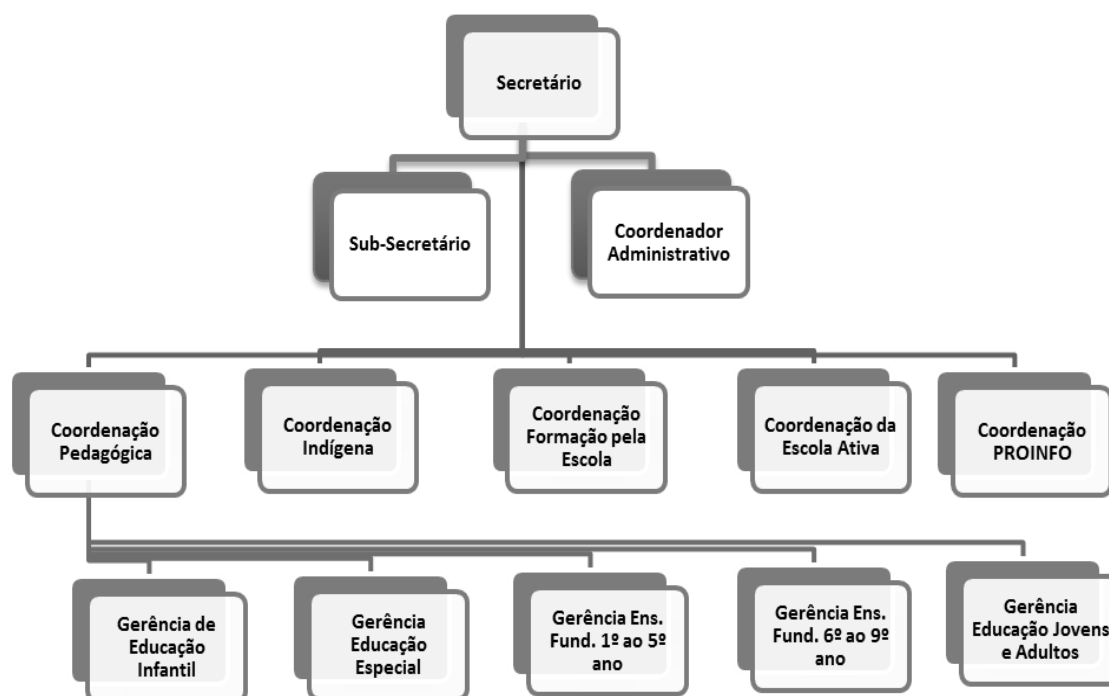 Secretário
Sub-Secretário
Coordenador
Administrativo
Coordenação
Pedagógica
Coordenação
Indígena
Coordenação
Formação pela
Escola
Coordenação da
Escola Ativa
Coordenação
PROINFO
Gerência de
Educação
Infantil
Gerência
Educação
Especial
Gerência Ens.
Fund. 1º ao 5º
ano
Gerência Ens.
Fund. 6º ao 9º
ano
Gerência
Educação Jovens
e Adultos